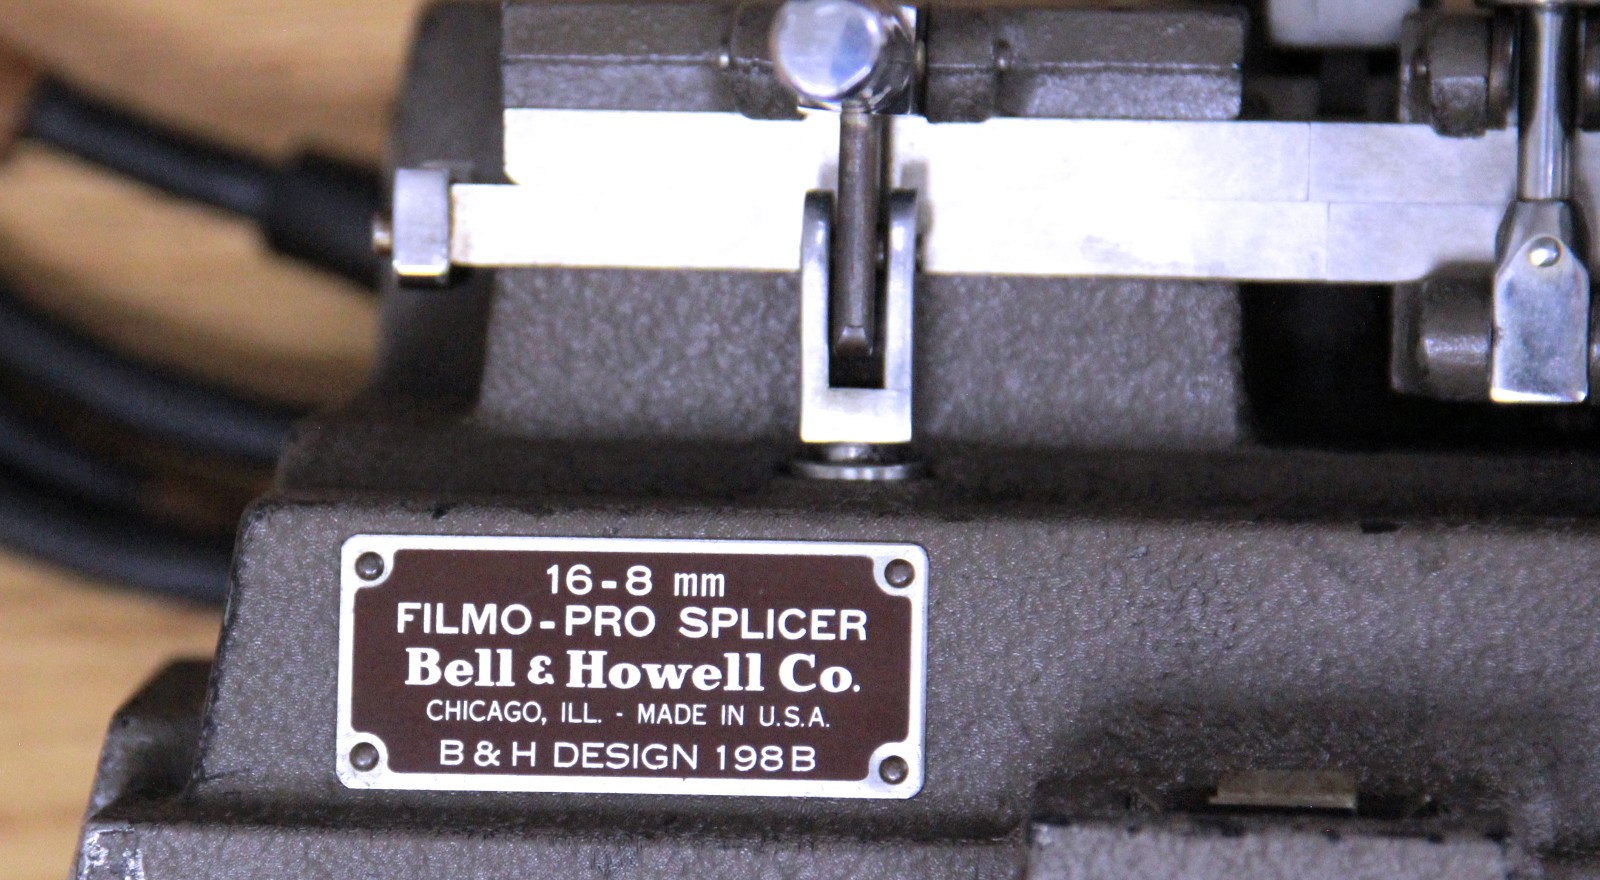 16-8 mm
FILMO-PRO SPLICER
Bell & Howell Co.
CHICAGO, ILL. - MADE IN U.S.A.
B & H DESIGN 198B